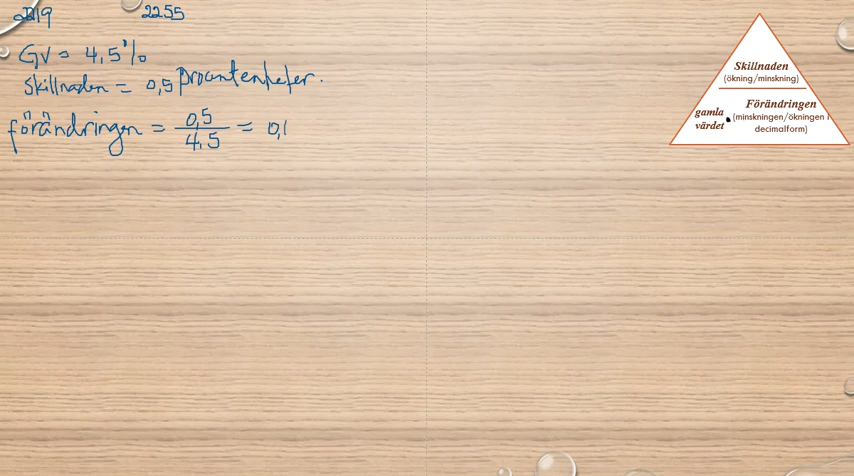 2019 2255
GV = 4,5 %
Skillnaden = 0,5 procentenheter.
förändringen = 0,5 / 4,5 = 0,1
Skillnaden
(ökning/minskning)
gamla
värdet
Förändringen
(minskningen/ökningen i
decimalform)